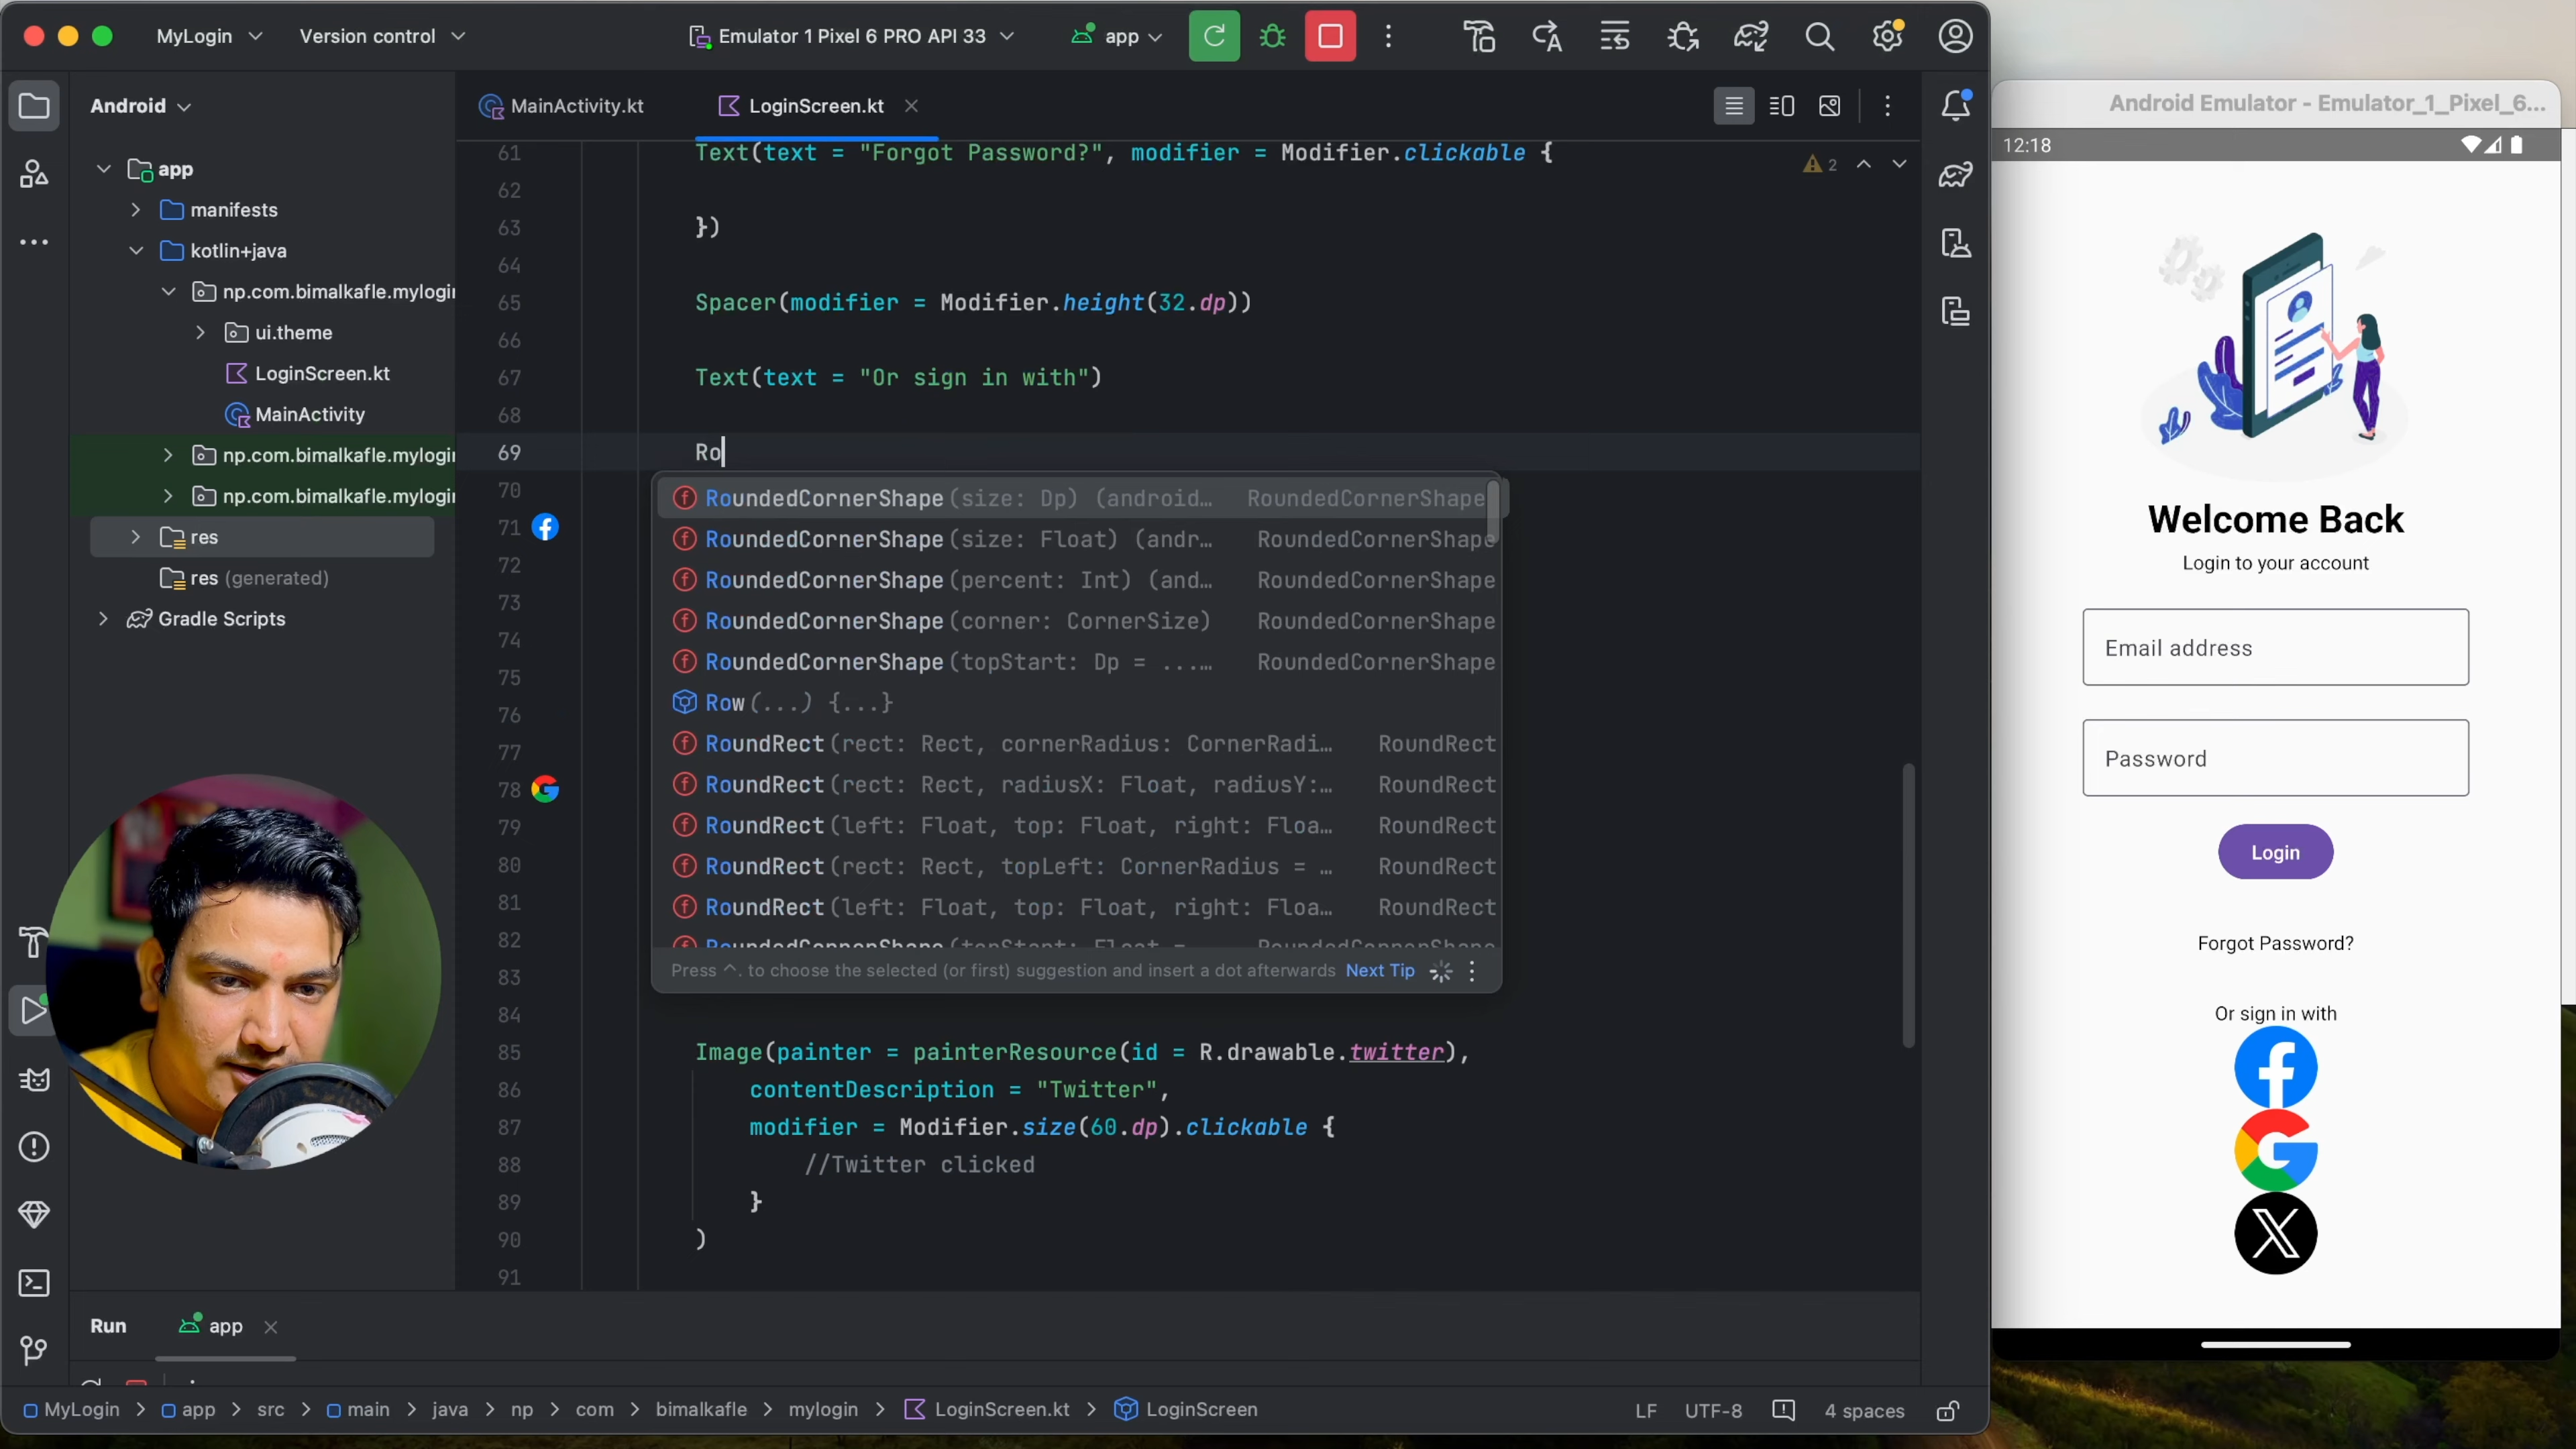 MyLogin
Version control
Emulator 1 Pixel 6 PRO API 33
app
Android
MainActivity.kt
LoginScreen.kt
app
manifests
kotlin+java
np.com.bimalkafle.mylogin
ui.theme
LoginScreen.kt
MainActivity
np.com.bimalkafle.mylogin
np.com.bimalkafle.mylogin
res
res (generated)
Gradle Scripts
61 Text(text = "Forgot Password?", modifier = Modifier.clickable {
2
62
63 })
64
65 Spacer(modifier = Modifier.height(32.dp))
66
67 Text(text = "Or sign in with")
68
69 Ro
70
71
72
73
74
75
76
77
78
79
80
81
82
83
84
RoundedCornerShape(size: Dp) (android... RoundedCornerShape
RoundedCornerShape(size: Float) (andr... RoundedCornerShape
RoundedCornerShape(percent: Int) (and... RoundedCornerShape
RoundedCornerShape(corner: CornerSize) RoundedCornerShape
RoundedCornerShape(topStart: Dp = ...… RoundedCornerShape
Row(...) {...}
RoundRect(rect: Rect, cornerRadius: CornerRadi... RoundRect
RoundRect(rect: Rect, radiusX: Float, radiusY:... RoundRect
RoundRect(left: Float, top: Float, right: Floa... RoundRect
RoundRect(rect: Rect, topLeft: CornerRadius = ... RoundRect
RoundRect(left: Float, top: Float, right: Floa... RoundRect
RoundedCornerShape(topStart: Float = RoundedCornerShape
Press ^. to choose the selected (or first) suggestion and insert a dot afterwards Next Tip
85 Image(painter = painterResource(id = R.drawable.twitter),
86 contentDescription = "Twitter",
87 modifier = Modifier.size(60.dp).clickable {
88 //Twitter clicked
89 }
90 )
91
Run
app
MyLogin > app > src > main > java > np > com > bimalkafle > mylogin > LoginScreen.kt > LoginScreen
LF
UTF-8
4 spaces
Android Emulator - Emulator_1_Pixel_6...
12:18
Welcome Back
Login to your account
Email address
Password
Login
Forgot Password?
Or sign in with